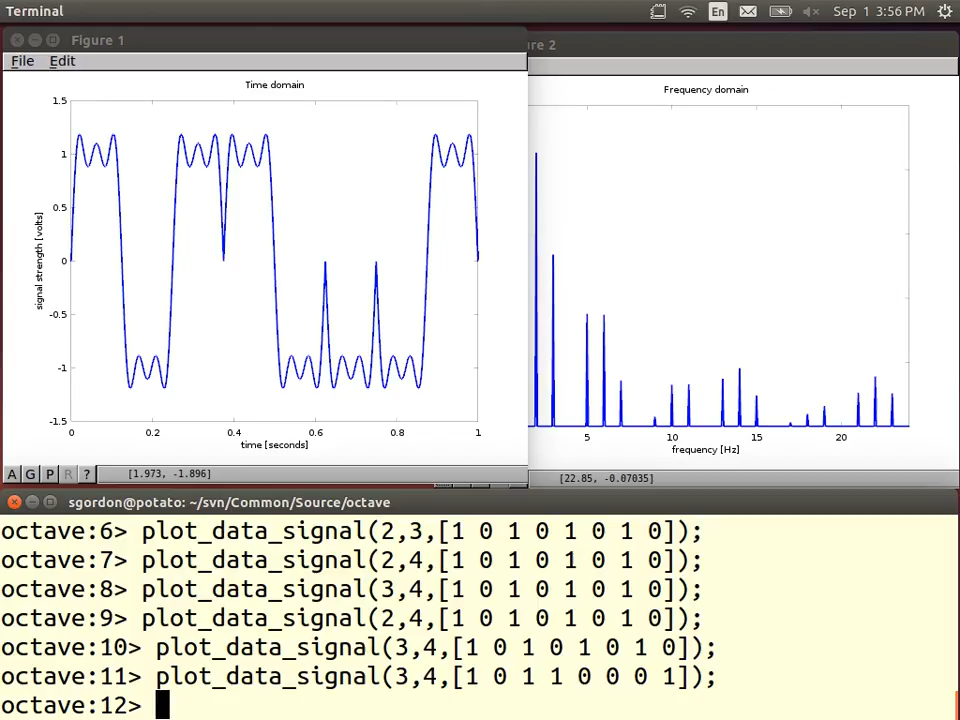 Terminal
En
Sep 1 3:56 PM
Figure 1
ure 2
File Edit
Time domain
1.5
1
0.5
0
-0.5
-1
-1.5
signal strength [volts]
0 0.2 0.4 0.6 0.8 1
time [seconds]
Frequency domain
5 10 15 20
frequency [Hz]
A G P R ? [1.973, -1.896]
[22.85, -0.07035]
sgordon@potato: ~/svn/Common/Source/octave
octave:6> plot_data_signal(2,3,[1 0 1 0 1 0 1 0]);
octave:7> plot_data_signal(2,4,[1 0 1 0 1 0 1 0]);
octave:8> plot_data_signal(3,4,[1 0 1 0 1 0 1 0]);
octave:9> plot_data_signal(2,4,[1 0 1 0 1 0 1 0]);
octave:10> plot_data_signal(3,4,[1 0 1 0 1 0 1 0]);
octave:11> plot_data_signal(3,4,[1 0 1 1 0 0 0 1]);
octave:12>